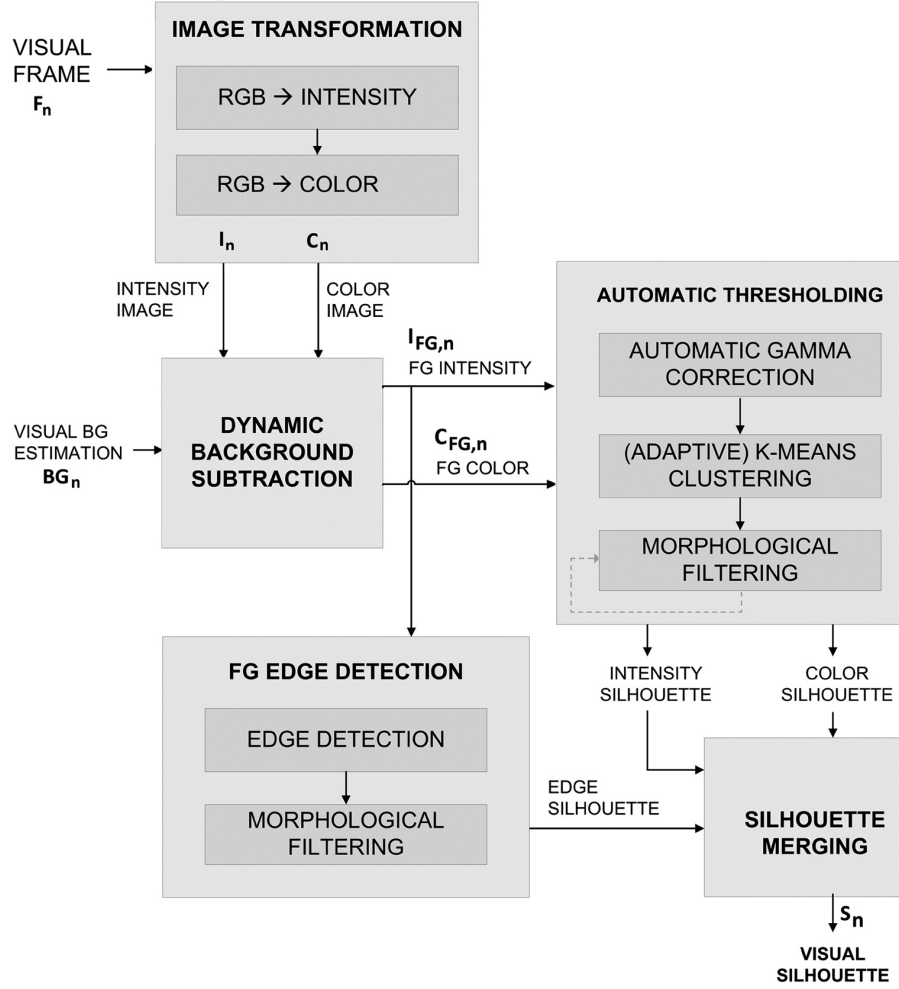 IMAGE TRANSFORMATION
VISUAL
FRAME
Fn
RGB → INTENSITY
RGB → COLOR
In
Cn
INTENSITY
IMAGE
COLOR
IMAGE
AUTOMATIC THRESHOLDING
IFG,n
FG INTENSITY
AUTOMATIC GAMMA
CORRECTION
DYNAMIC
BACKGROUND
SUBTRACTION
VISUAL BG
ESTIMATION
BGn
CFG,n
FG COLOR
(ADAPTIVE) K-MEANS
CLUSTERING
MORPHOLOGICAL
FILTERING
FG EDGE DETECTION
INTENSITY
SILHOUETTE
COLOR
SILHOUETTE
EDGE DETECTION
MORPHOLOGICAL
FILTERING
EDGE
SILHOUETTE
SILHOUETTE
MERGING
Sn
VISUAL
SILHOUETTE